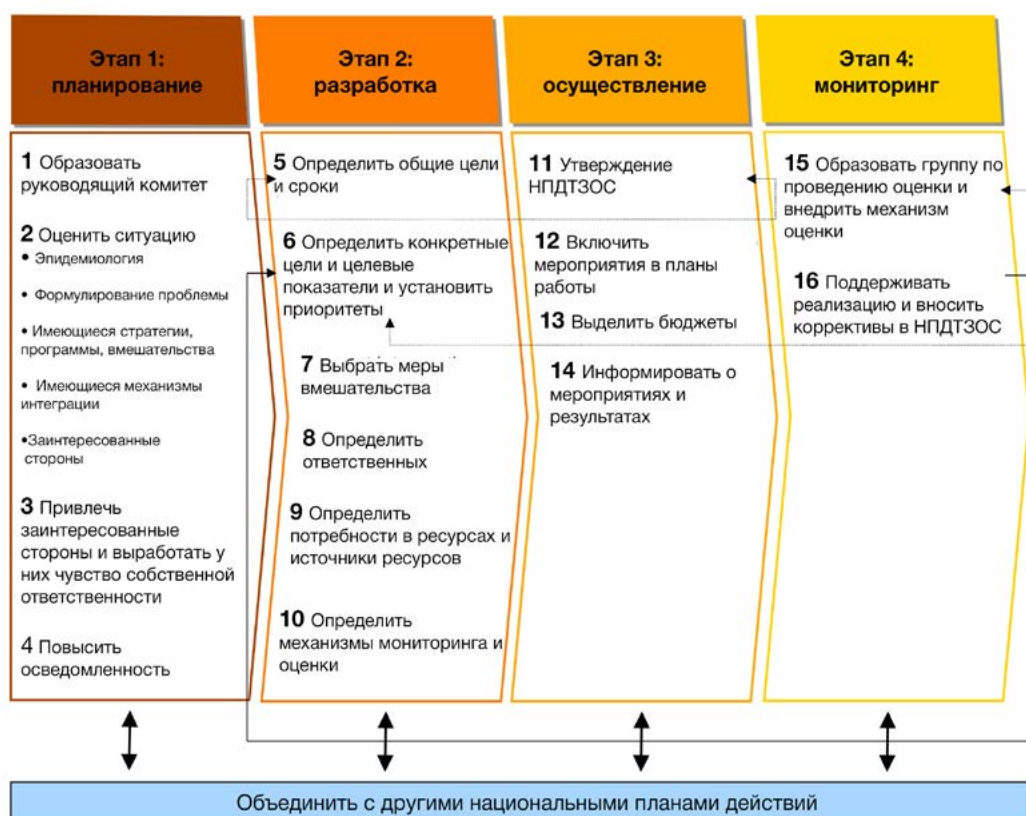 Этап 1:
планирование
Этап 2:
разработка
Этап 3:
осуществление
Этап 4:
мониторинг
1 Образовать
руководящий комитет
2 Оценить ситуацию
• Эпидемиология
• Формулирование проблемы
• Имеющиеся стратегии,
программы, вмешательства
• Имеющиеся механизмы
интеграции
•Заинтересованные
стороны
3 Привлечь
заинтересованные
стороны и выработать у
них чувство собственной
ответственности
4 Повысить
осведомленность
5 Определить общие цели
и сроки
6 Определить конкретные
цели и целевые
показатели и установить
приоритеты
7 Выбрать меры
вмешательства
8 Определить
ответственных
9 Определить
потребности в ресурсах и
источники ресурсов
10 Определить
механизмы мониторинга и
оценки
11 Утверждение
НПДТЗОС
12 Включить
мероприятия в планы
работы
13 Выделить бюджеты
14 Информировать о
мероприятиях и
результатах
15 Образовать группу по
проведению оценки и
внедрить механизм
оценки
16 Поддерживать
реализацию и вносить
коррективы в НПДТЗОС
Объединить с другими национальными планами действий